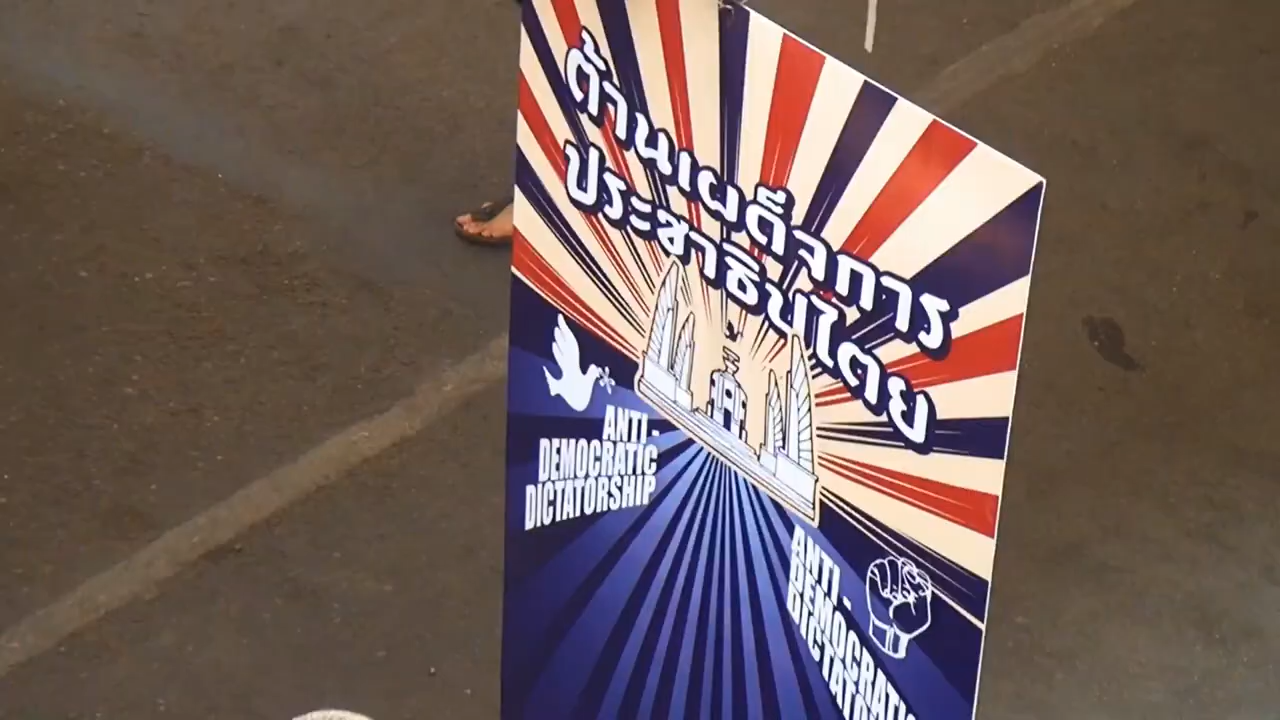 ต้านเผด็จการ
ประชาธิปไตย
ANTI -
DEMOCRATIC
DICTATORSHIP
ANTI -
DEMOCRATIC